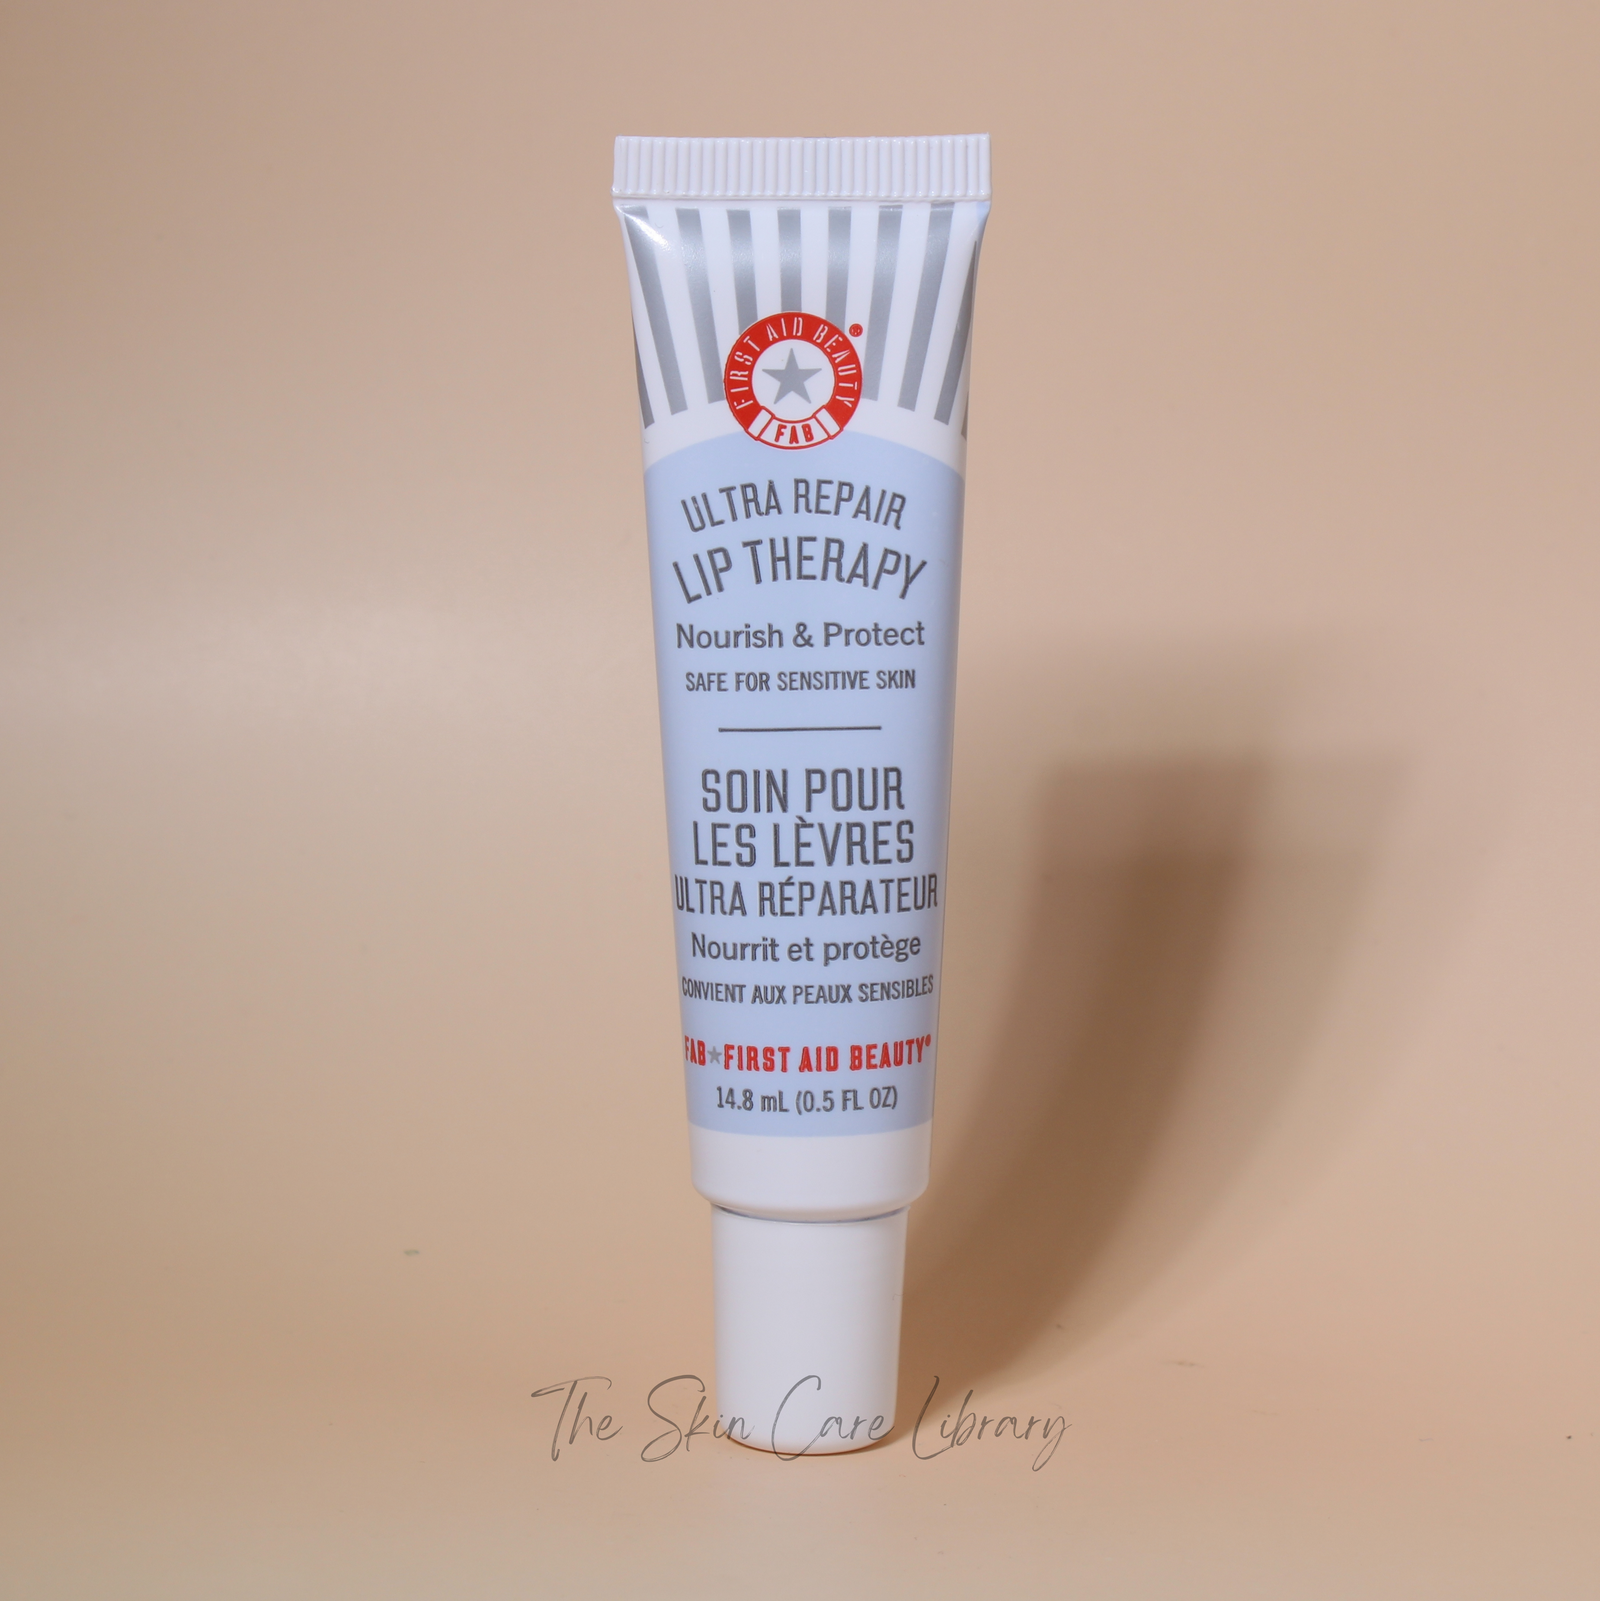 FIRST AID BEAUTY®
FAB
ULTRA REPAIR
LIP THERAPY
Nourish & Protect
SAFE FOR SENSITIVE SKIN
SOIN POUR
LES LÈVRES
ULTRA RÉPARATEUR
Nourrit et protège
CONVIENT AUX PEAUX SENSIBLES
FAB★FIRST AID BEAUTY®
14.8 mL (0.5 FL OZ)
The Skin Care Library